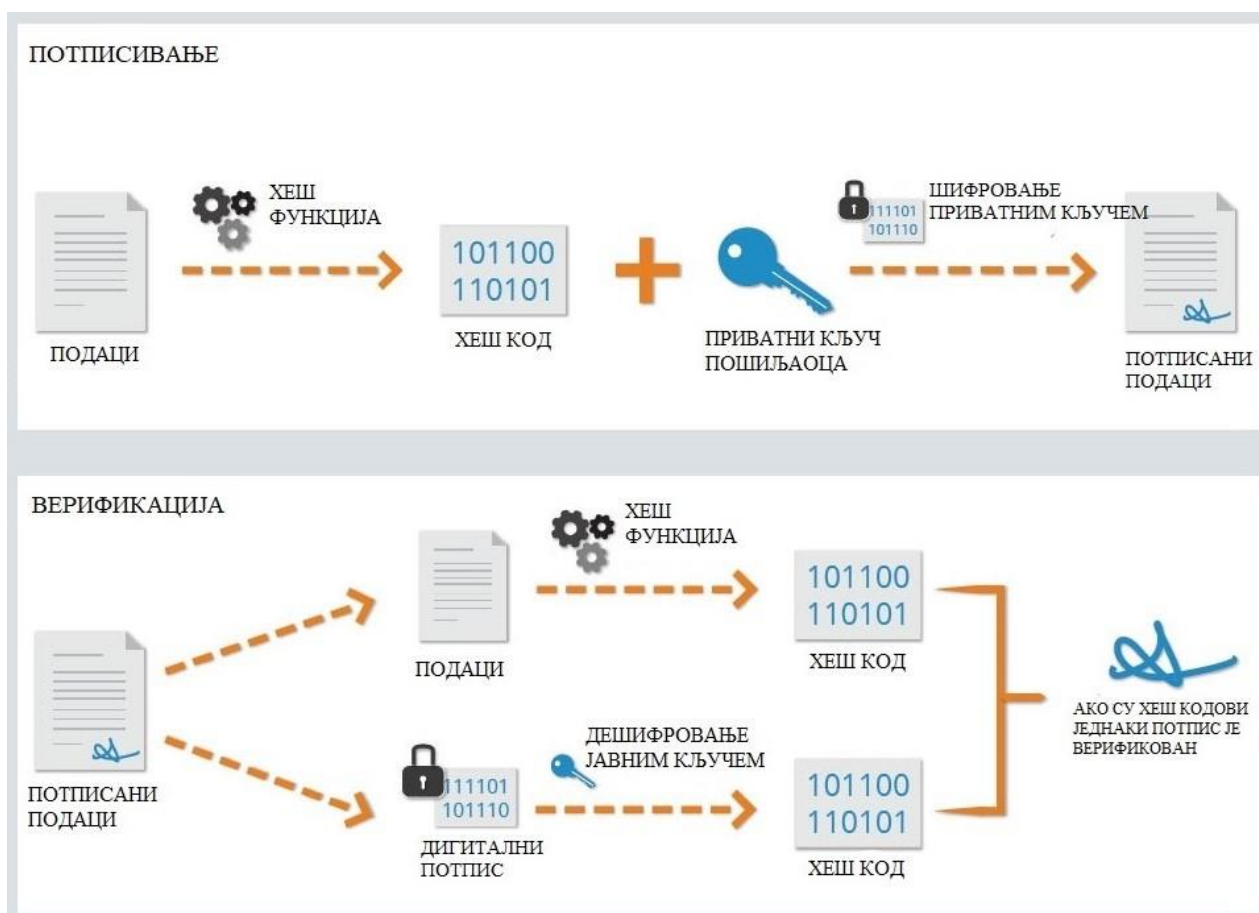 ПОТПИСИВАЊЕ
ХЕШ
ФУНКЦИЈА
ШИФРОВАЊЕ
ПРИВАТНИМ КЉУЧЕМ
111101
101110
101100
110101
ПОДАЦИ
ХЕШ КОД
ПРИВАТНИ КЉУЧ
ПОШИЉАОЦА
ПОТПИСАНИ
ПОДАЦИ
ВЕРИФИКАЦИЈА
ХЕШ
ФУНКЦИЈА
101100
110101
ПОДАЦИ
ХЕШ КОД
ПОТПИСАНИ
ПОДАЦИ
111101
101110
ДИГИТАЛНИ
ПОТПИС
ДЕШИФРОВАЊЕ
ЈАВНИМ КЉУЧЕМ
101100
110101
ХЕШ КОД
АКО СУ ХЕШ КОДОВИ
ЈЕДНАКИ ПОТПИС ЈЕ
ВЕРИФИКОВАН